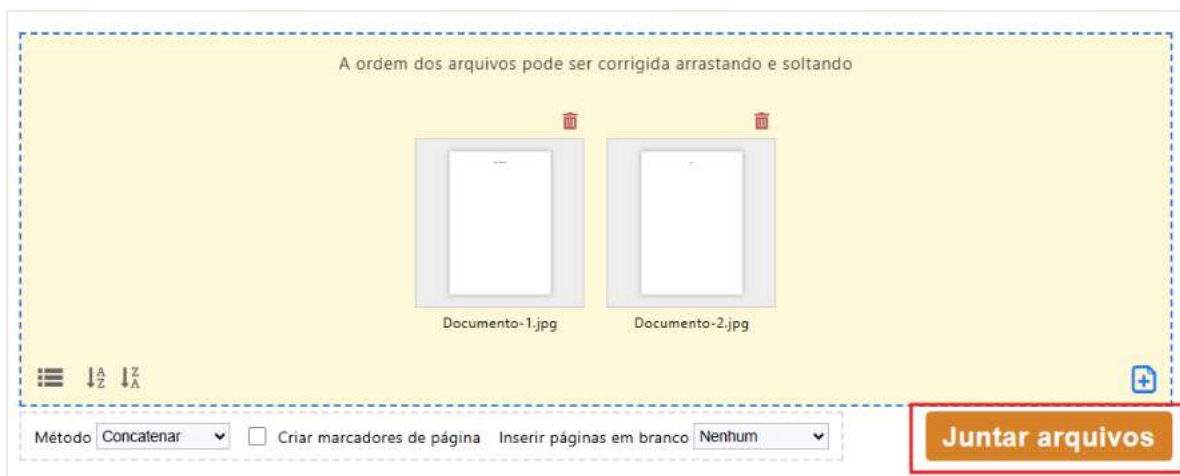 A ordem dos arquivos pode ser corrigida arrastando e soltando
Documento-1.jpg Documento-2.jpg
A Z Z A
Método Concatenar Criar marcadores de página Inserir páginas em branco Nenhum Juntar arquivos